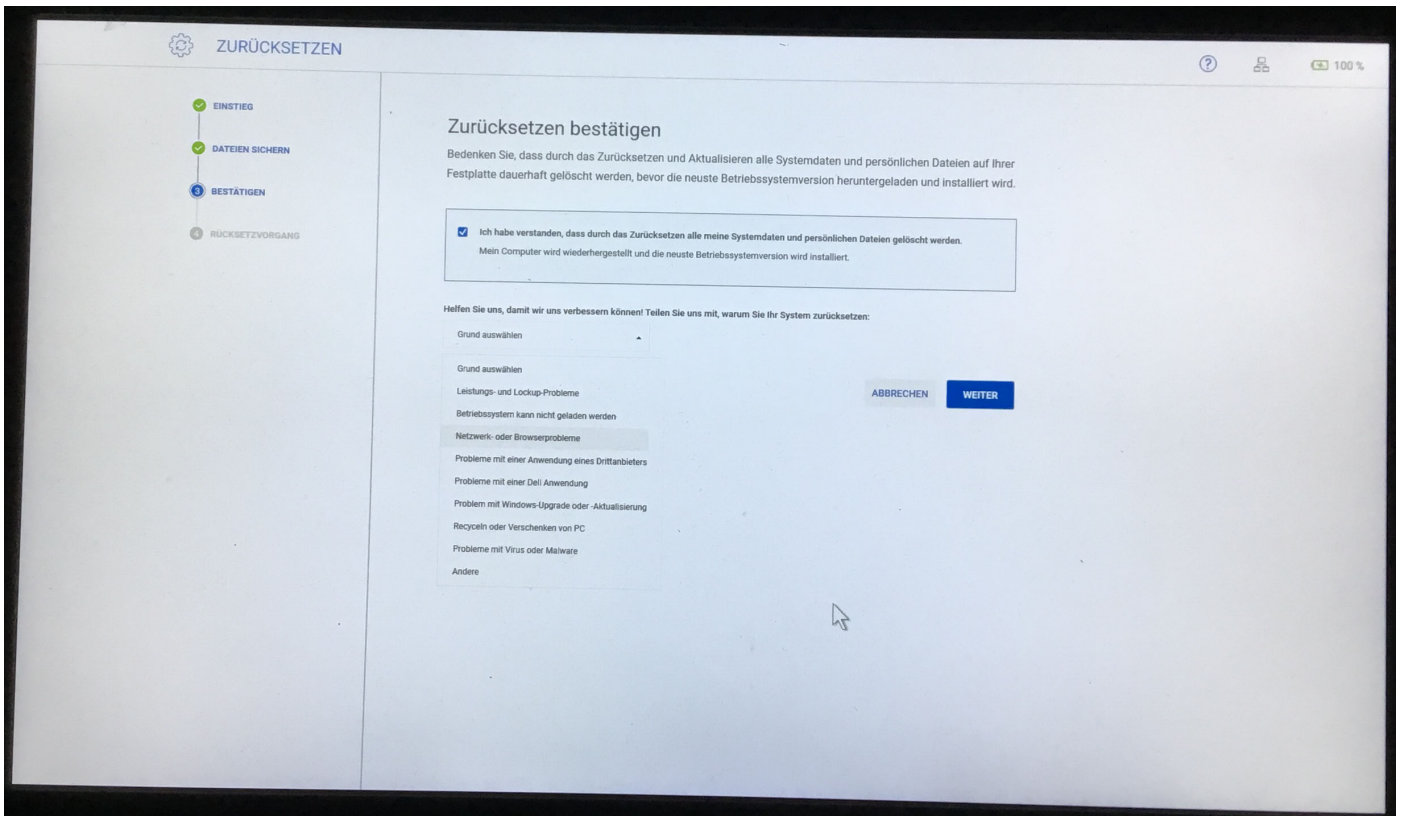 ZURÜCKSETZEN
100 %
EINSTIEG
DATEIEN SICHERN
3 BESTÄTIGEN
4 RÜCKSETZVORGANG
Zurücksetzen bestätigen
Bedenken Sie, dass durch das Zurücksetzen und Aktualisieren alle Systemdaten und persönlichen Dateien auf Ihrer
Festplatte dauerhaft gelöscht werden, bevor die neuste Betriebssystemversion heruntergeladen und installiert wird.
Ich habe verstanden, dass durch das Zurücksetzen alle meine Systemdaten und persönlichen Dateien gelöscht werden.
Mein Computer wird wiederhergestellt und die neuste Betriebssystemversion wird installiert.
Helfen Sie uns, damit wir uns verbessern können! Teilen Sie uns mit, warum Sie Ihr System zurücksetzen:
Grund auswählen
Grund auswählen
Leistungs- und Lockup-Probleme
Betriebssystem kann nicht geladen werden
Netzwerk- oder Browserprobleme
Probleme mit einer Anwendung eines Drittanbieters
Probleme mit einer Dell Anwendung
Problem mit Windows-Upgrade oder -Aktualisierung
Recyceln oder Verschenken von PC
Probleme mit Virus oder Malware
Andere
ABBRECHEN
WEITER